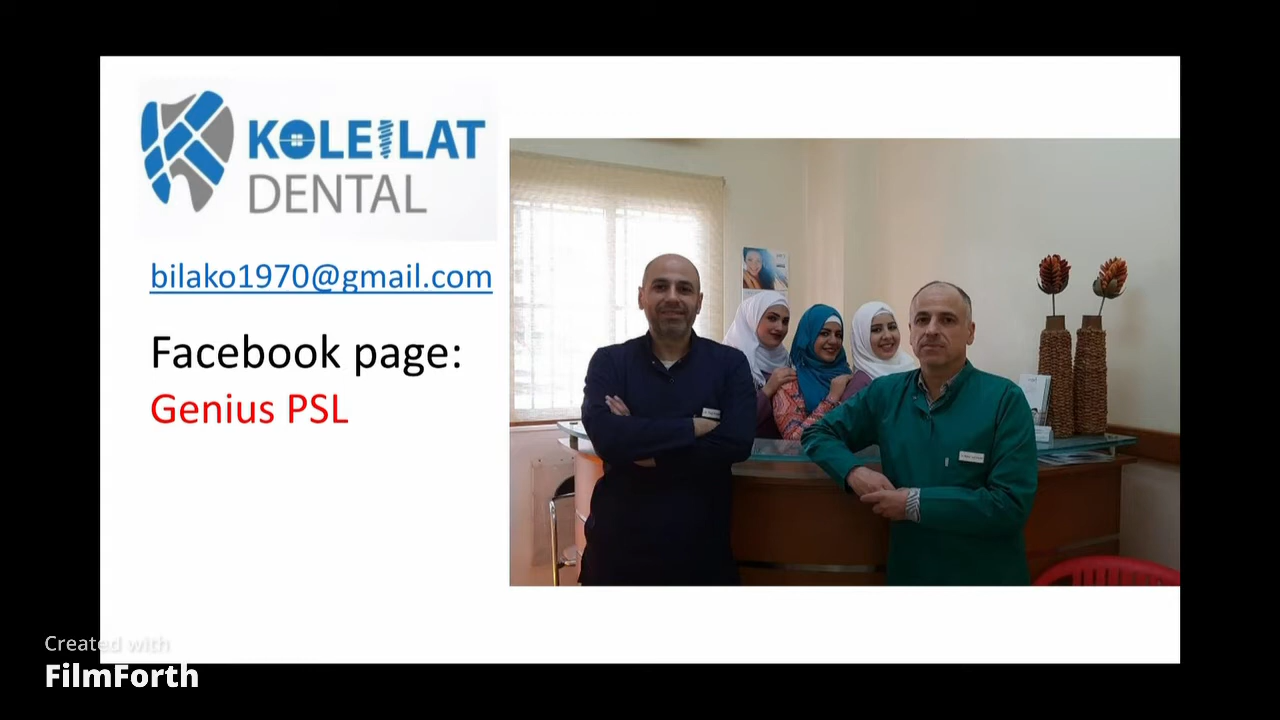 KOLEILAT
DENTAL
bilako1970@gmail.com
Facebook page:
Genius PSL
Created with
FilmForth